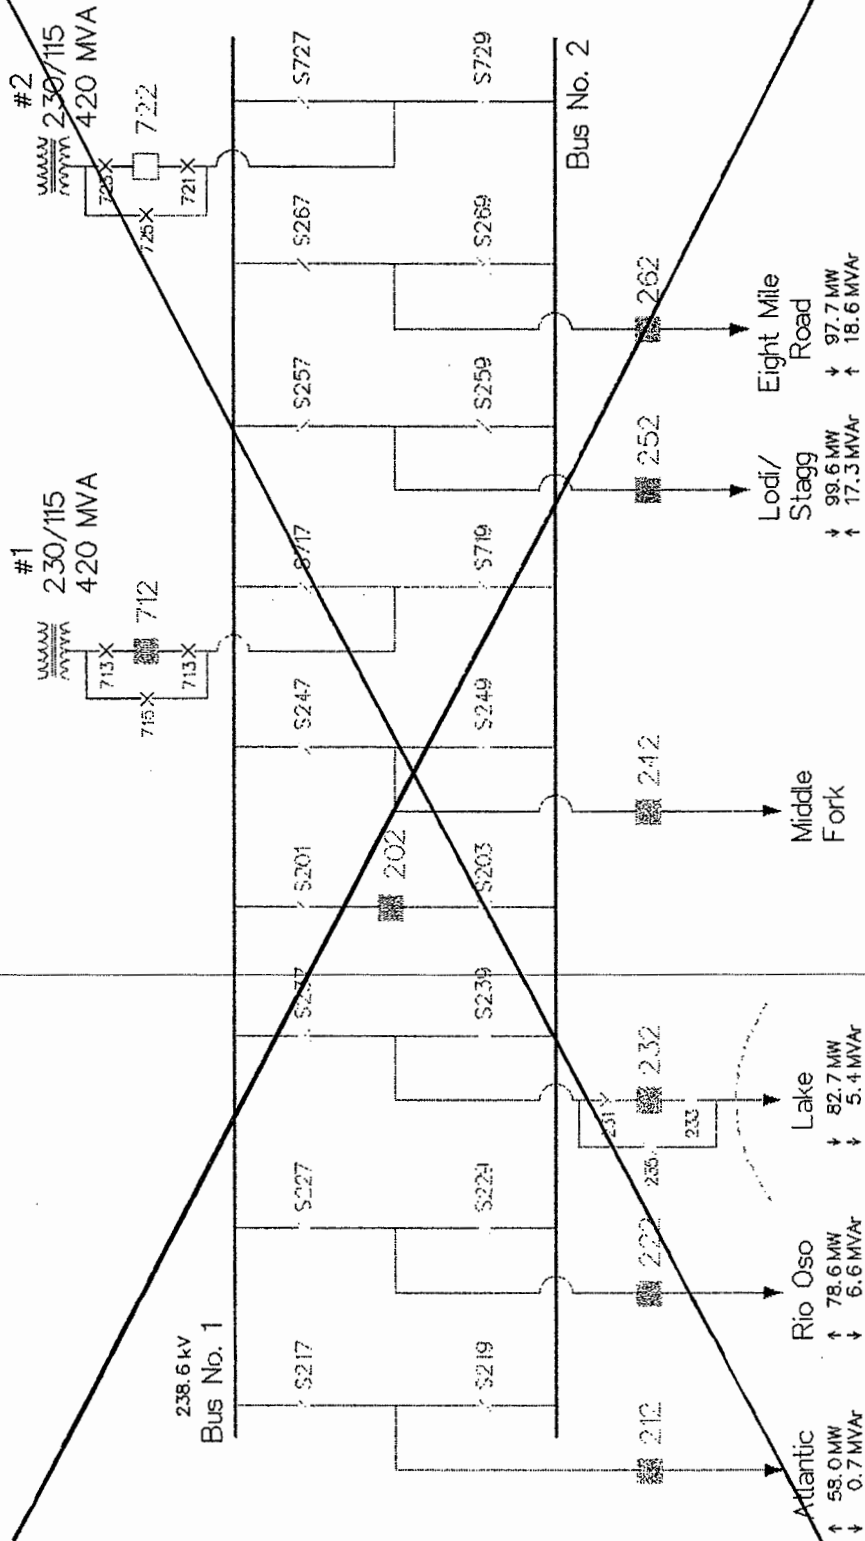 #1
230/115
420 MVA
#2
230/115
420 MVA
713
712
713
715
723
722
721
725
238.6 kV
Bus No. 1
S217
S227
S237
S201
S247
S717
S257
S267
S727
202
S219
S229
S239
S203
S249
S719
S259
S269
S729
Bus No. 2
212
222
231
232
233
235
242
252
262
Atlantic
↑ 58.0 MW
↓ 0.7 MVAr
Rio Oso
↑ 78.6 MW
↓ 6.6 MVAr
Lake
↓ 82.7 MW
↓ 5.4 MVAr
Middle
Fork
Lodi/
Stagg
↓ 99.6 MW
↑ 17.3 MVAr
Eight Mile
Road
↓ 97.7 MW
↑ 18.6 MVAr